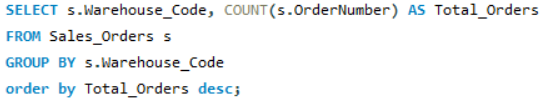 SELECT s.Warehouse_Code, COUNT(s.OrderNumber) AS Total_Orders
FROM Sales_Orders s
GROUP BY s.Warehouse_Code
order by Total_Orders desc;